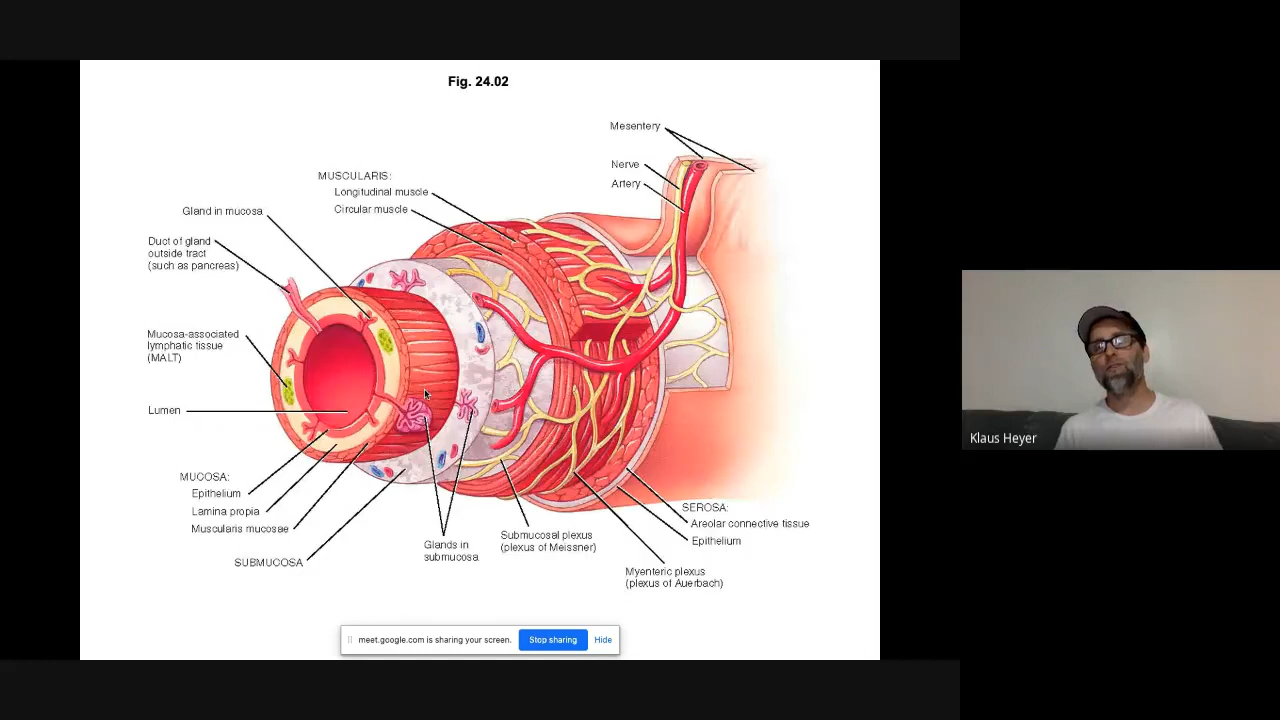 Fig. 24.02
Mesentery
Nerve
Artery
MUSCULARIS:
Longitudinal muscle
Circular muscle
Gland in mucosa
Duct of gland
outside tract
(such as pancreas)
Mucosa-associated
lymphatic tissue
(MALT)
Lumen
MUCOSA:
Epithelium
Lamina propia
Muscularis mucosae
SUBMUCOSA
Glands in
submucosa
Submucosal plexus
(plexus of Meissner)
SEROSA:
Areolar connective tissue
Epithelium
Myenteric plexus
(plexus of Auerbach)
meet.google.com is sharing your screen.
Stop sharing
Hide
Klaus Heyer